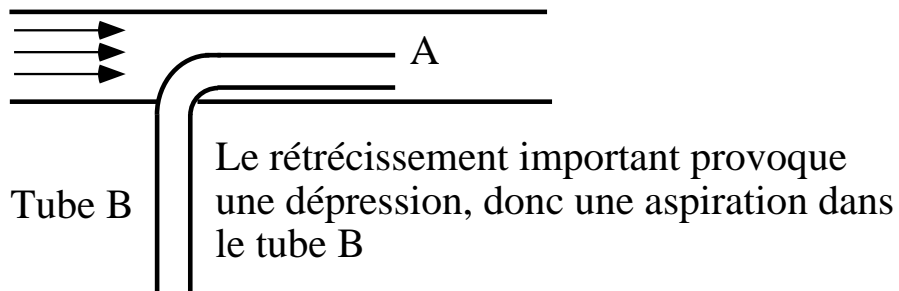 A
Le rétrécissement important provoque
Tube B
une dépression, donc une aspiration dans
le tube B